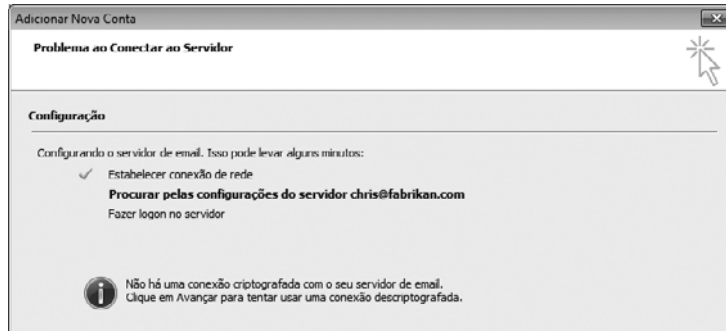 Adicionar Nova Conta
Problema ao Conectar ao Servidor
Configuração
Configurando o servidor de email. Isso pode levar alguns minutos:
Estabelecer conexão de rede
Procurar pelas configurações do servidor chris@fabrikan.com
Fazer logon no servidor
Não há uma conexão criptografada com o seu servidor de email.
Clique em Avançar para tentar usar uma conexão descriptografada.